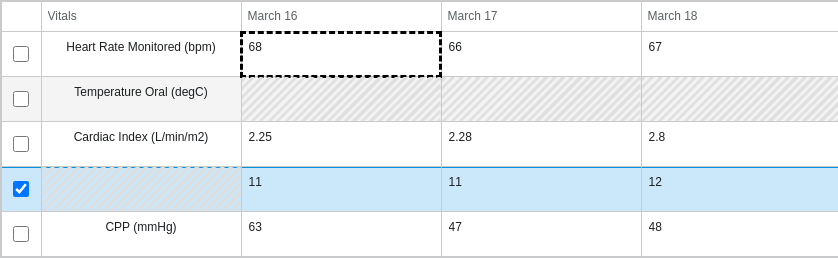 Vitals March 16 March 17 March 18
Heart Rate Monitored (bpm) 68 66 67
Temperature Oral (degC)
Cardiac Index (L/min/m2) 2.25 2.28 2.8
11 11 12
CPP (mmHg) 63 47 48